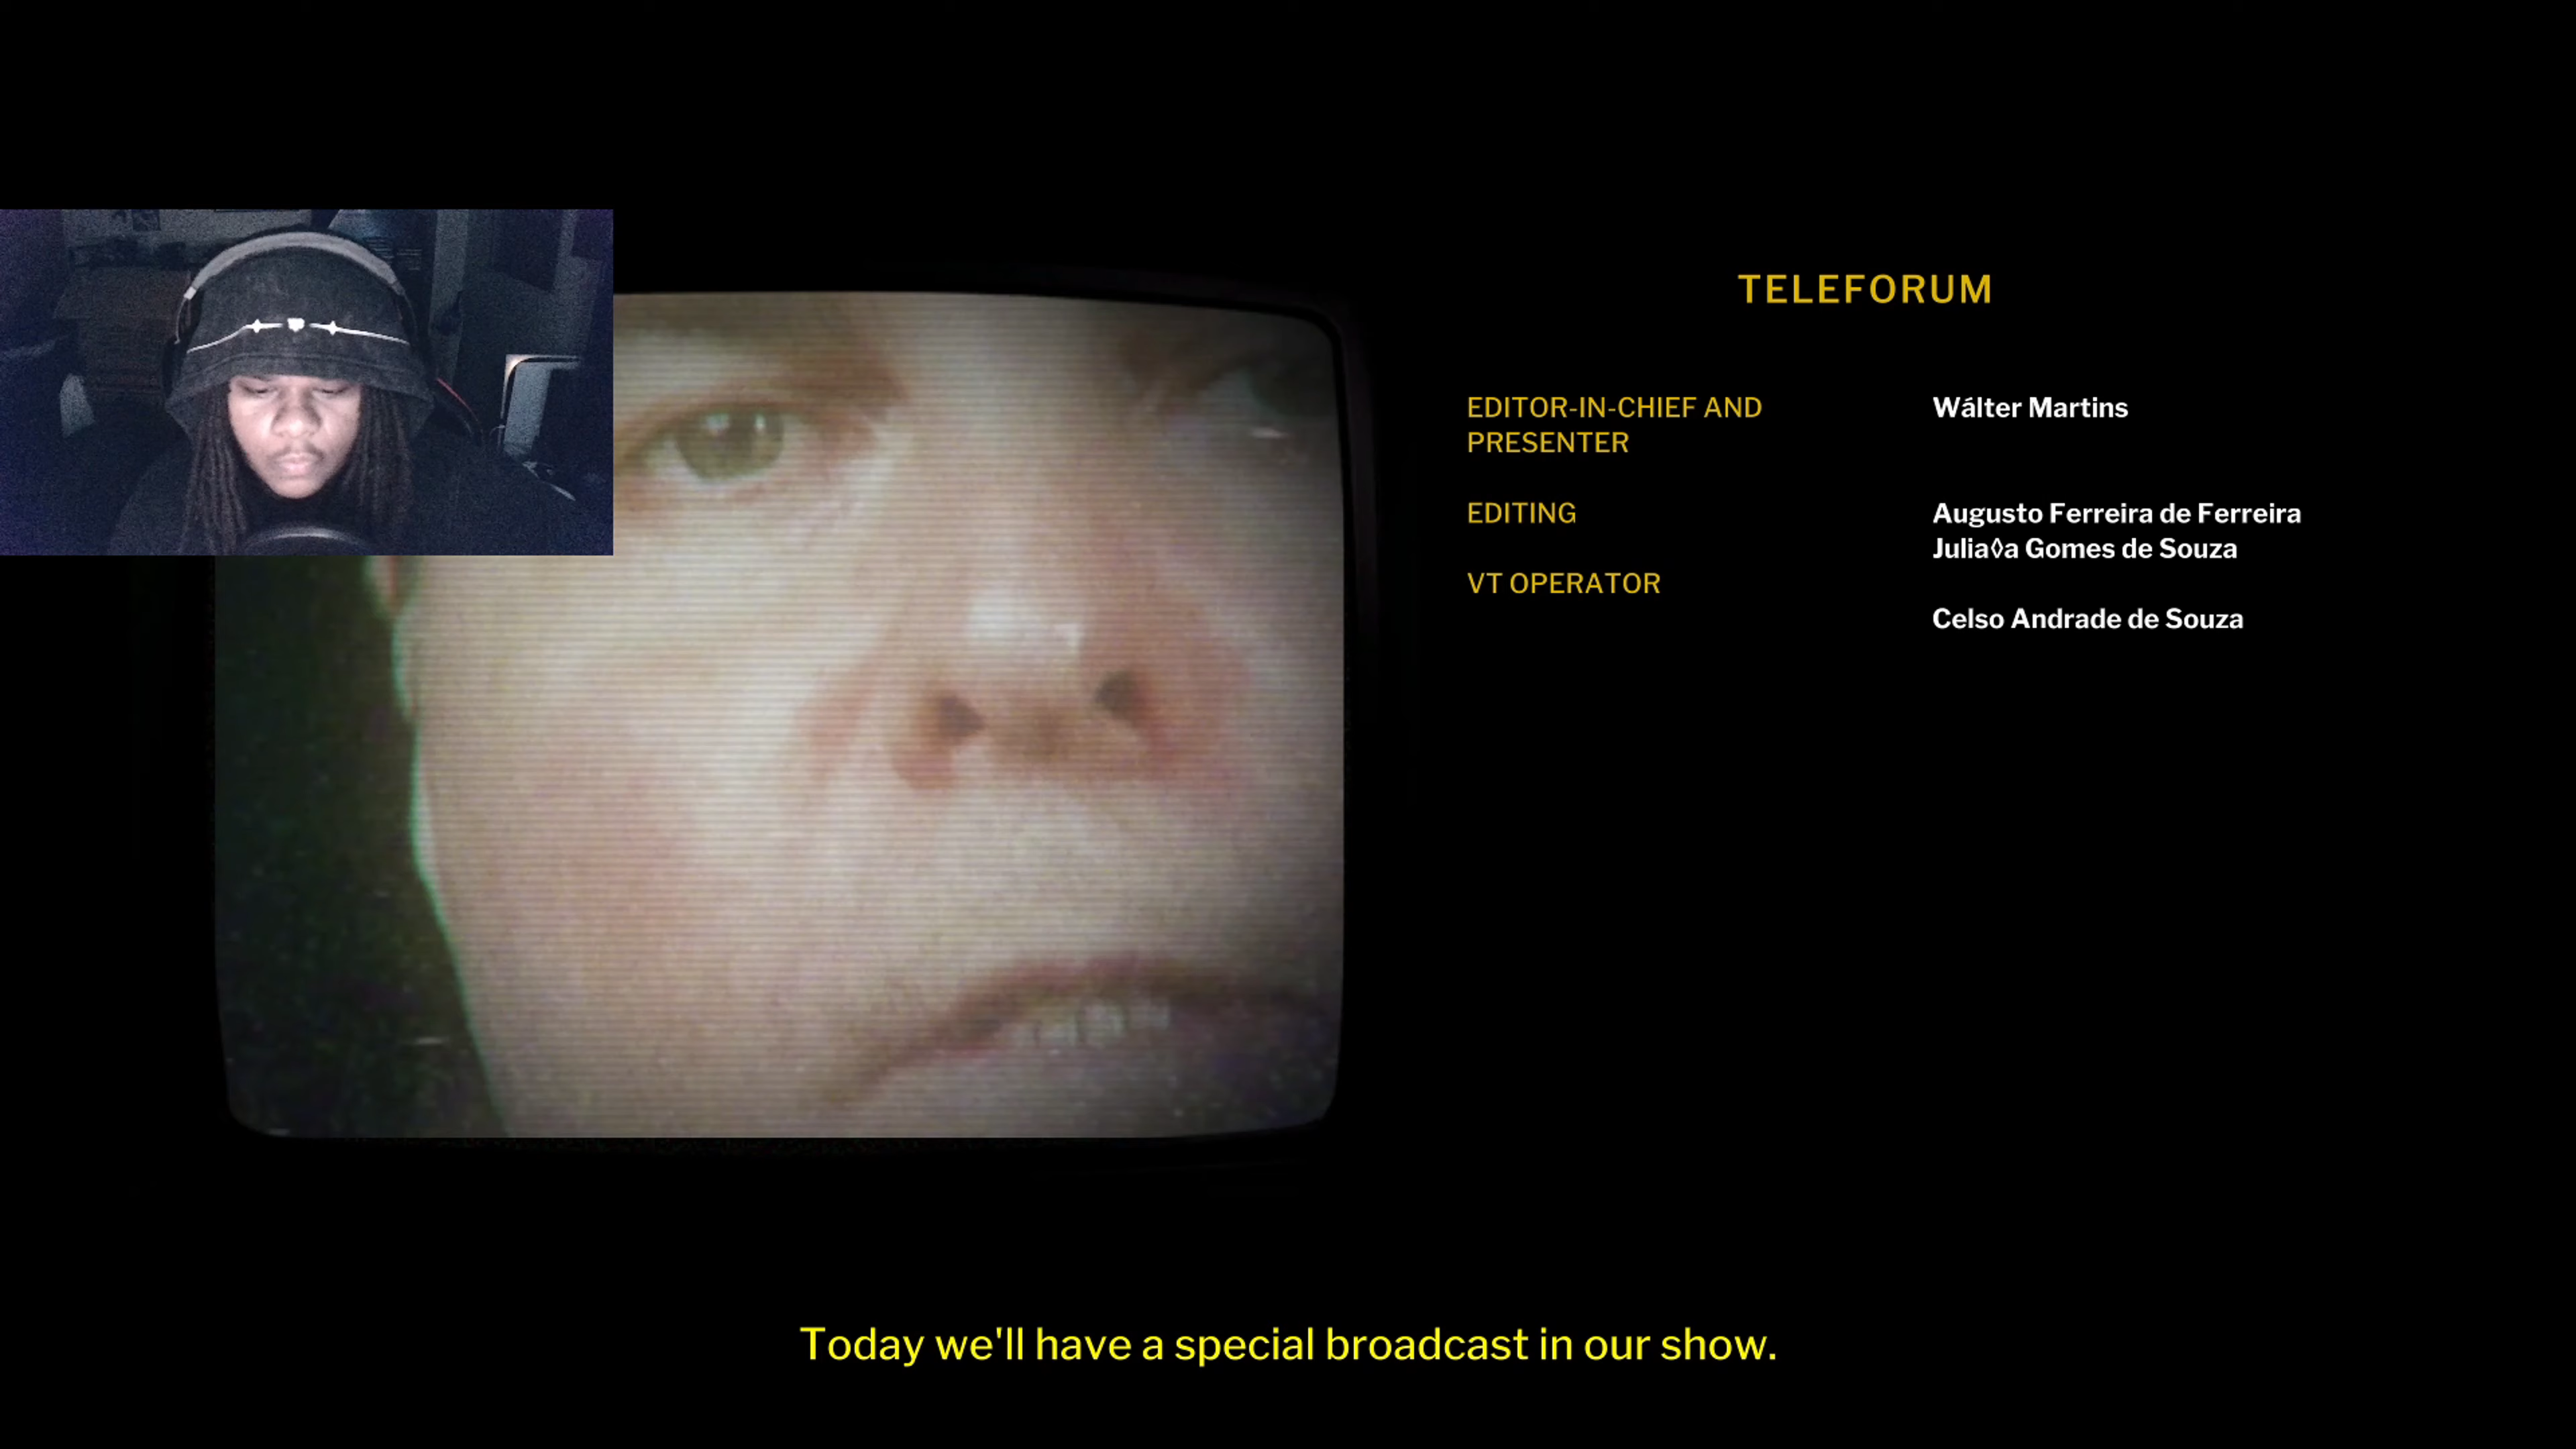 TELEFORUM
EDITOR-IN-CHIEF AND
PRESENTER
Wálter Martins
EDITING
Augusto Ferreira de Ferreira
Julia◊a Gomes de Souza
VT OPERATOR
Celso Andrade de Souza
Today we'll have a special broadcast in our show.